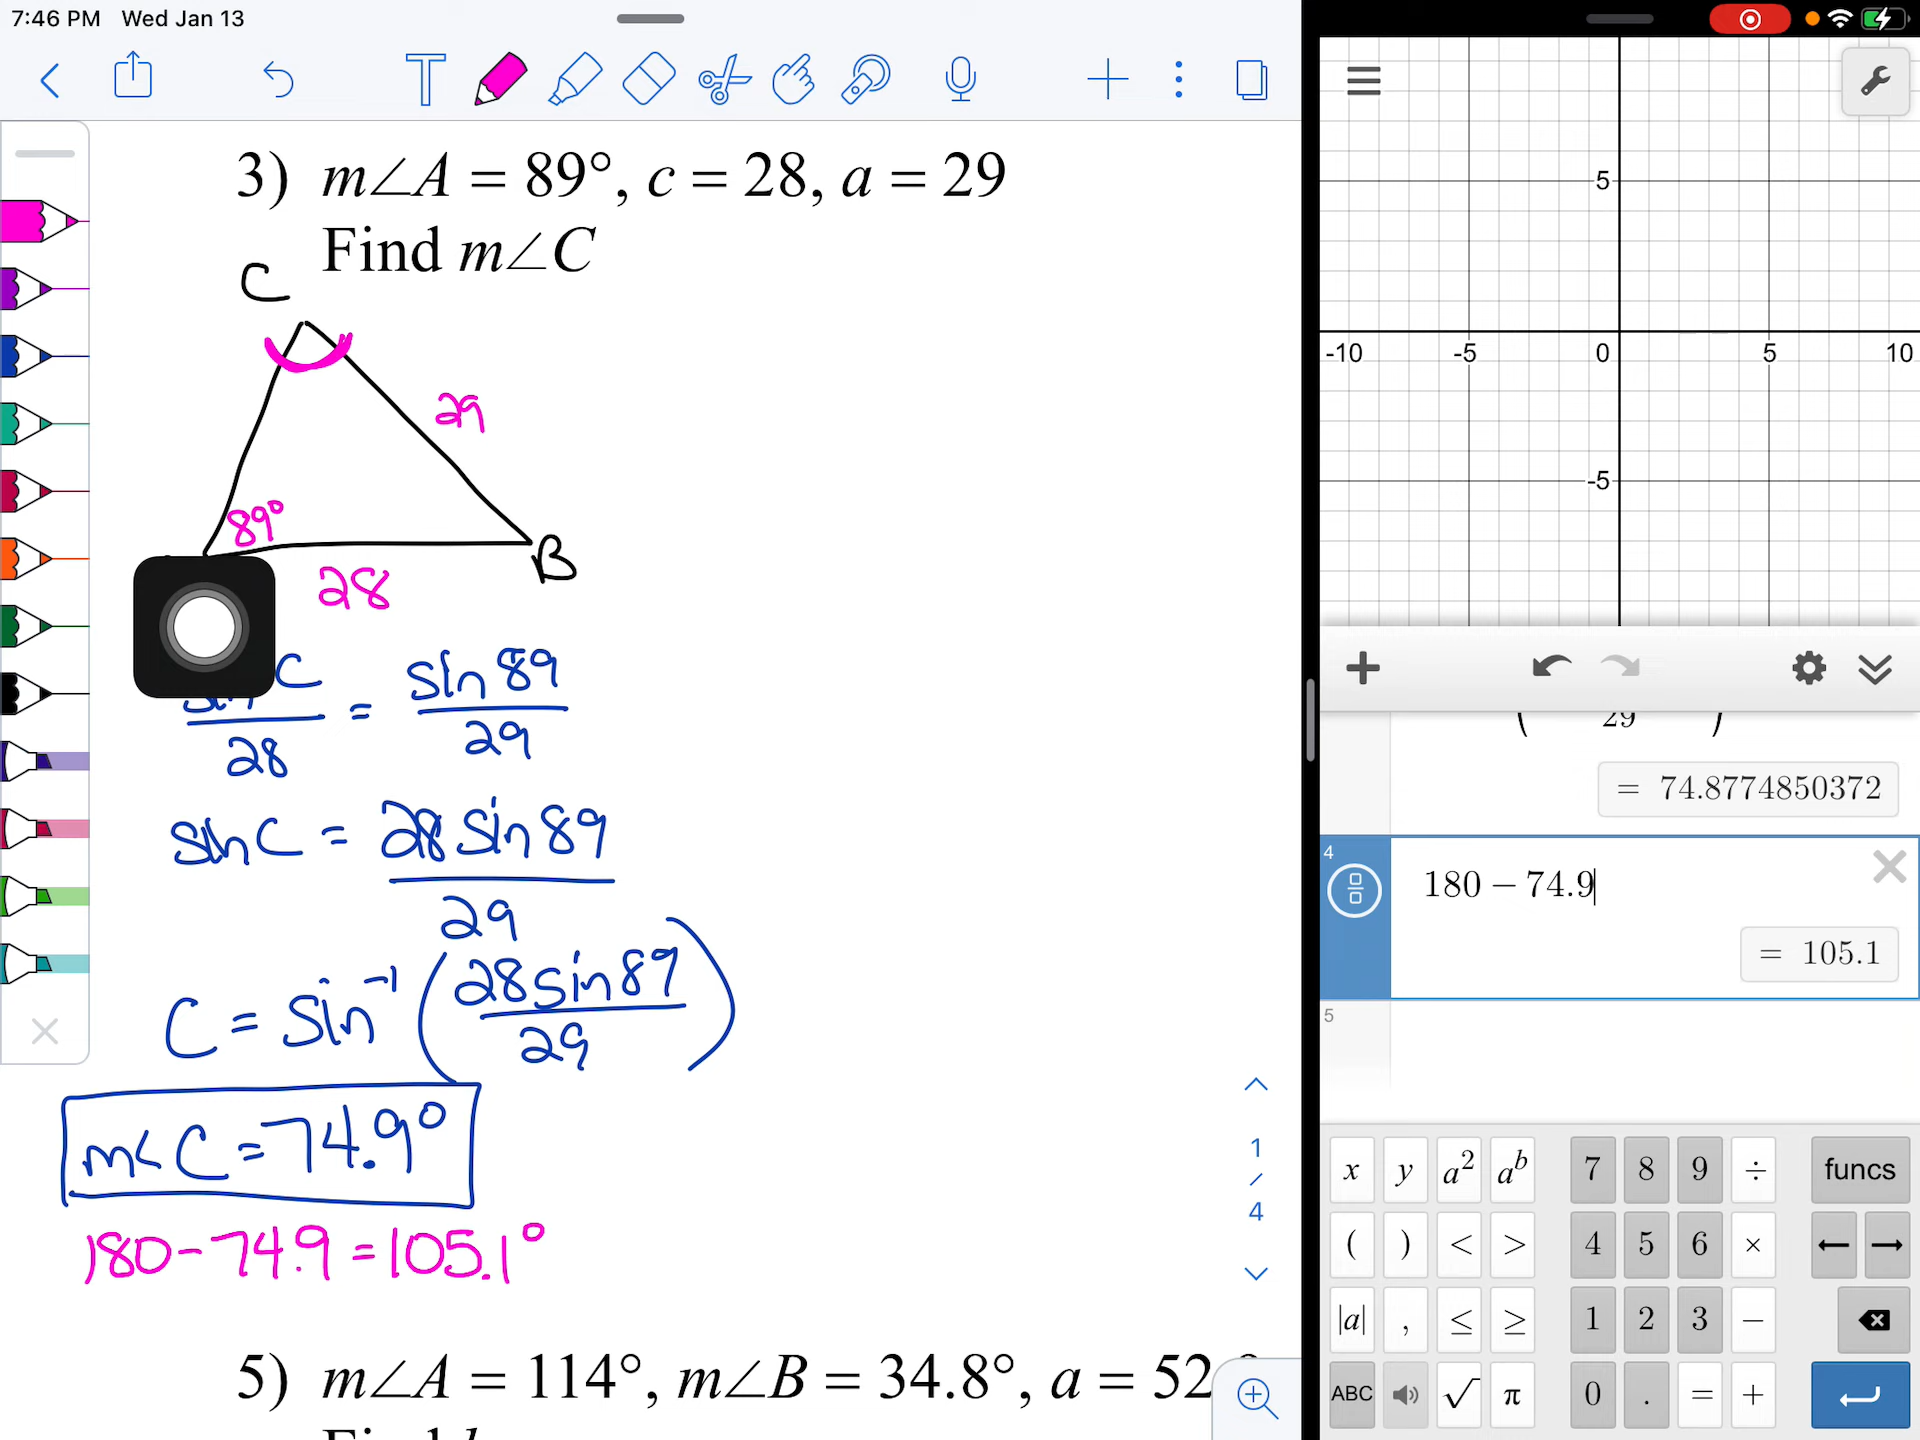 7:46 PM Wed Jan 13
3) m∠A = 89°, c = 28, a = 29
Find m∠C
C
29
89°
B
28
sin C / 28 = sin 89 / 29
sin C = 28 sin 89 / 29
C = sin⁻¹ (28 sin 89 / 29)
m< C = 74.9°
180 - 74.9 = 105.1°
5) m∠A = 114°, m∠B = 34.8°, a = 52
Find
1
/
4
5
-10 -5 0 5 10
-5
29
= 74.8774850372
4
180 − 74.9
= 105.1
5
x y a² aᵇ 7 8 9 ÷ funcs
( ) < > 4 5 6 × ← →
|a| , ≤ ≥ 1 2 3 −
ABC √ π 0 . = +